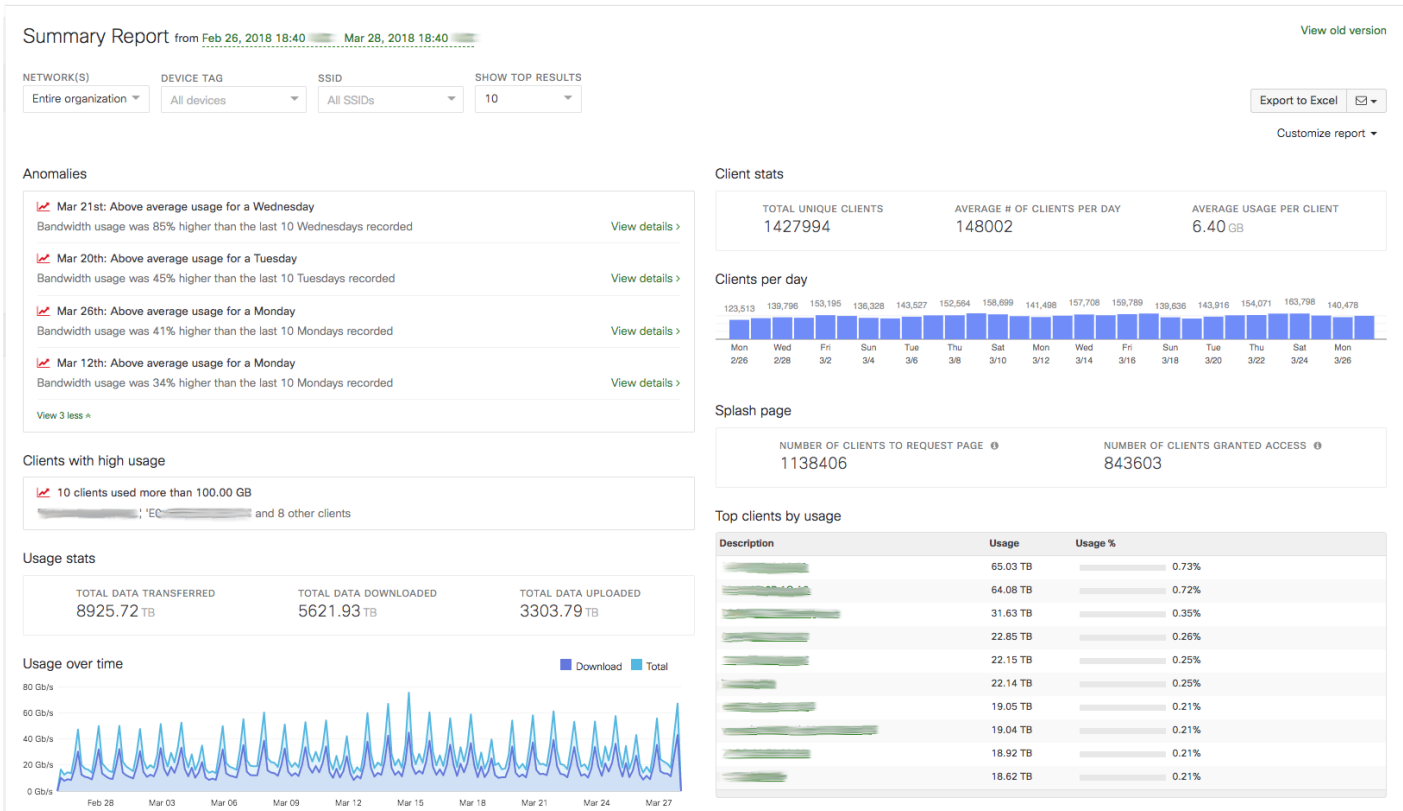 Summary Report from Feb 26, 2018 18:40 Mar 28, 2018 18:40
View old version
NETWORK(S)
Entire organization
DEVICE TAG
All devices
SSID
All SSIDs
SHOW TOP RESULTS
10
Export to Excel
Customize report
Anomalies
Mar 21st: Above average usage for a Wednesday
Bandwidth usage was 85% higher than the last 10 Wednesdays recorded
View details ›
Mar 20th: Above average usage for a Tuesday
Bandwidth usage was 45% higher than the last 10 Tuesdays recorded
View details ›
Mar 26th: Above average usage for a Monday
Bandwidth usage was 41% higher than the last 10 Mondays recorded
View details ›
Mar 12th: Above average usage for a Monday
Bandwidth usage was 34% higher than the last 10 Mondays recorded
View details ›
View 3 less
Clients with high usage
10 clients used more than 100.00 GB
and 8 other clients
Usage stats
TOTAL DATA TRANSFERRED
8925.72 TB
TOTAL DATA DOWNLOADED
5621.93 TB
TOTAL DATA UPLOADED
3303.79 TB
Usage over time
Download Total
80 Gb/s
60 Gb/s
40 Gb/s
20 Gb/s
0 Gb/s
Feb 28 Mar 03 Mar 06 Mar 09 Mar 12 Mar 15 Mar 18 Mar 21 Mar 24 Mar 27
Client stats
TOTAL UNIQUE CLIENTS
1427994
AVERAGE # OF CLIENTS PER DAY
148002
AVERAGE USAGE PER CLIENT
6.40 GB
Clients per day
123,513 139,796 153,195 136,328 143,527 152,564 158,699 141,498 157,708 159,789 139,636 143,916 154,071 163,798 140,478
Mon Wed Fri Sun Tue Thu Sat Mon Wed Fri Sun Tue Thu Sat Mon
2/26 2/28 3/2 3/4 3/6 3/8 3/10 3/12 3/14 3/16 3/18 3/20 3/22 3/24 3/26
Splash page
NUMBER OF CLIENTS TO REQUEST PAGE
1138406
NUMBER OF CLIENTS GRANTED ACCESS
843603
Top clients by usage
Description Usage Usage %
65.03 TB 0.73%
64.08 TB 0.72%
31.63 TB 0.35%
22.85 TB 0.26%
22.15 TB 0.25%
22.14 TB 0.25%
19.05 TB 0.21%
19.04 TB 0.21%
18.92 TB 0.21%
18.62 TB 0.21%